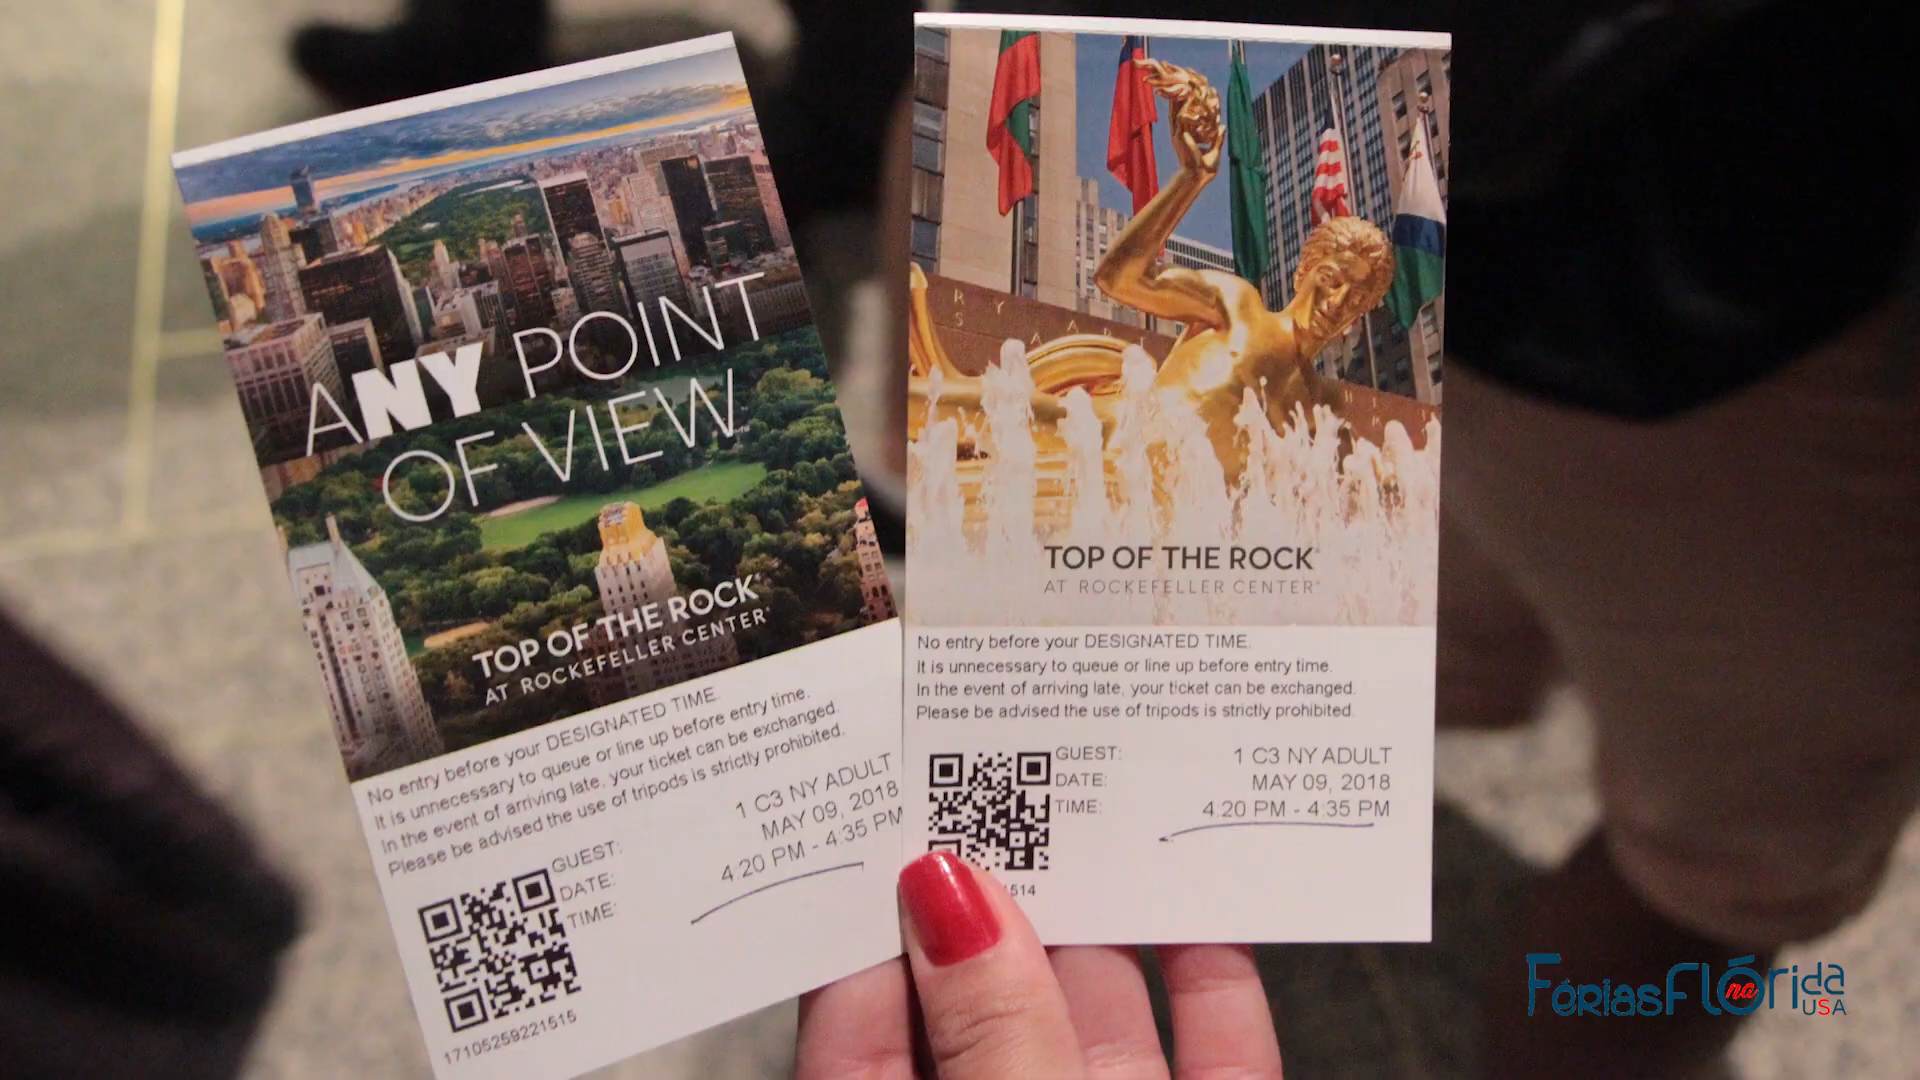 ANY POINT
OF VIEW
TOP OF THE ROCK
AT ROCKEFELLER CENTER®
No entry before your DESIGNATED TIME.
It is unnecessary to queue or line up before entry time.
In the event of arriving late, your ticket can be exchanged.
Please be advised the use of tripods is strictly prohibited.
GUEST: 1 C3 NY ADULT
DATE: MAY 09, 2018
TIME: 4:20 PM - 4:35 PM
17105259221515
TOP OF THE ROCK
AT ROCKEFELLER CENTER®
No entry before your DESIGNATED TIME.
It is unnecessary to queue or line up before entry time.
In the event of arriving late, your ticket can be exchanged.
Please be advised the use of tripods is strictly prohibited.
GUEST: 1 C3 NY ADULT
DATE: MAY 09, 2018
TIME: 4:20 PM - 4:35 PM
1514
Férias na Flórida
USA